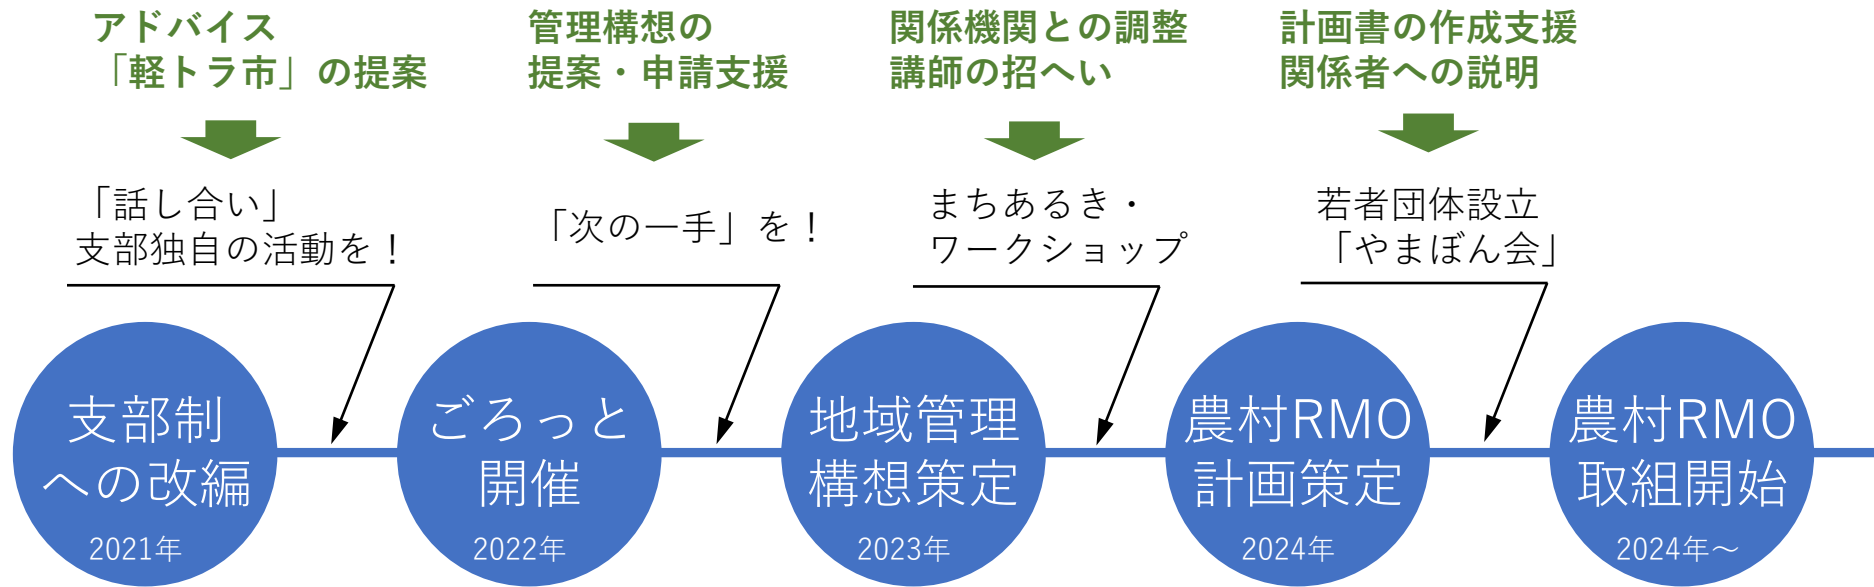 アドバイス
「軽トラ市」の提案
管理構想の
提案・申請支援
関係機関との調整
講師の招へい
計画書の作成支援
関係者への説明
「話し合い」
支部独自の活動を！
「次の一手」を！
まちあるき・
ワークショップ
若者団体設立
「やまぼん会」
支部制
への改編
2021年
ごろっと
開催
2022年
地域管理
構想策定
2023年
農村RMO
計画策定
2024年
農村RMO
取組開始
2024年～